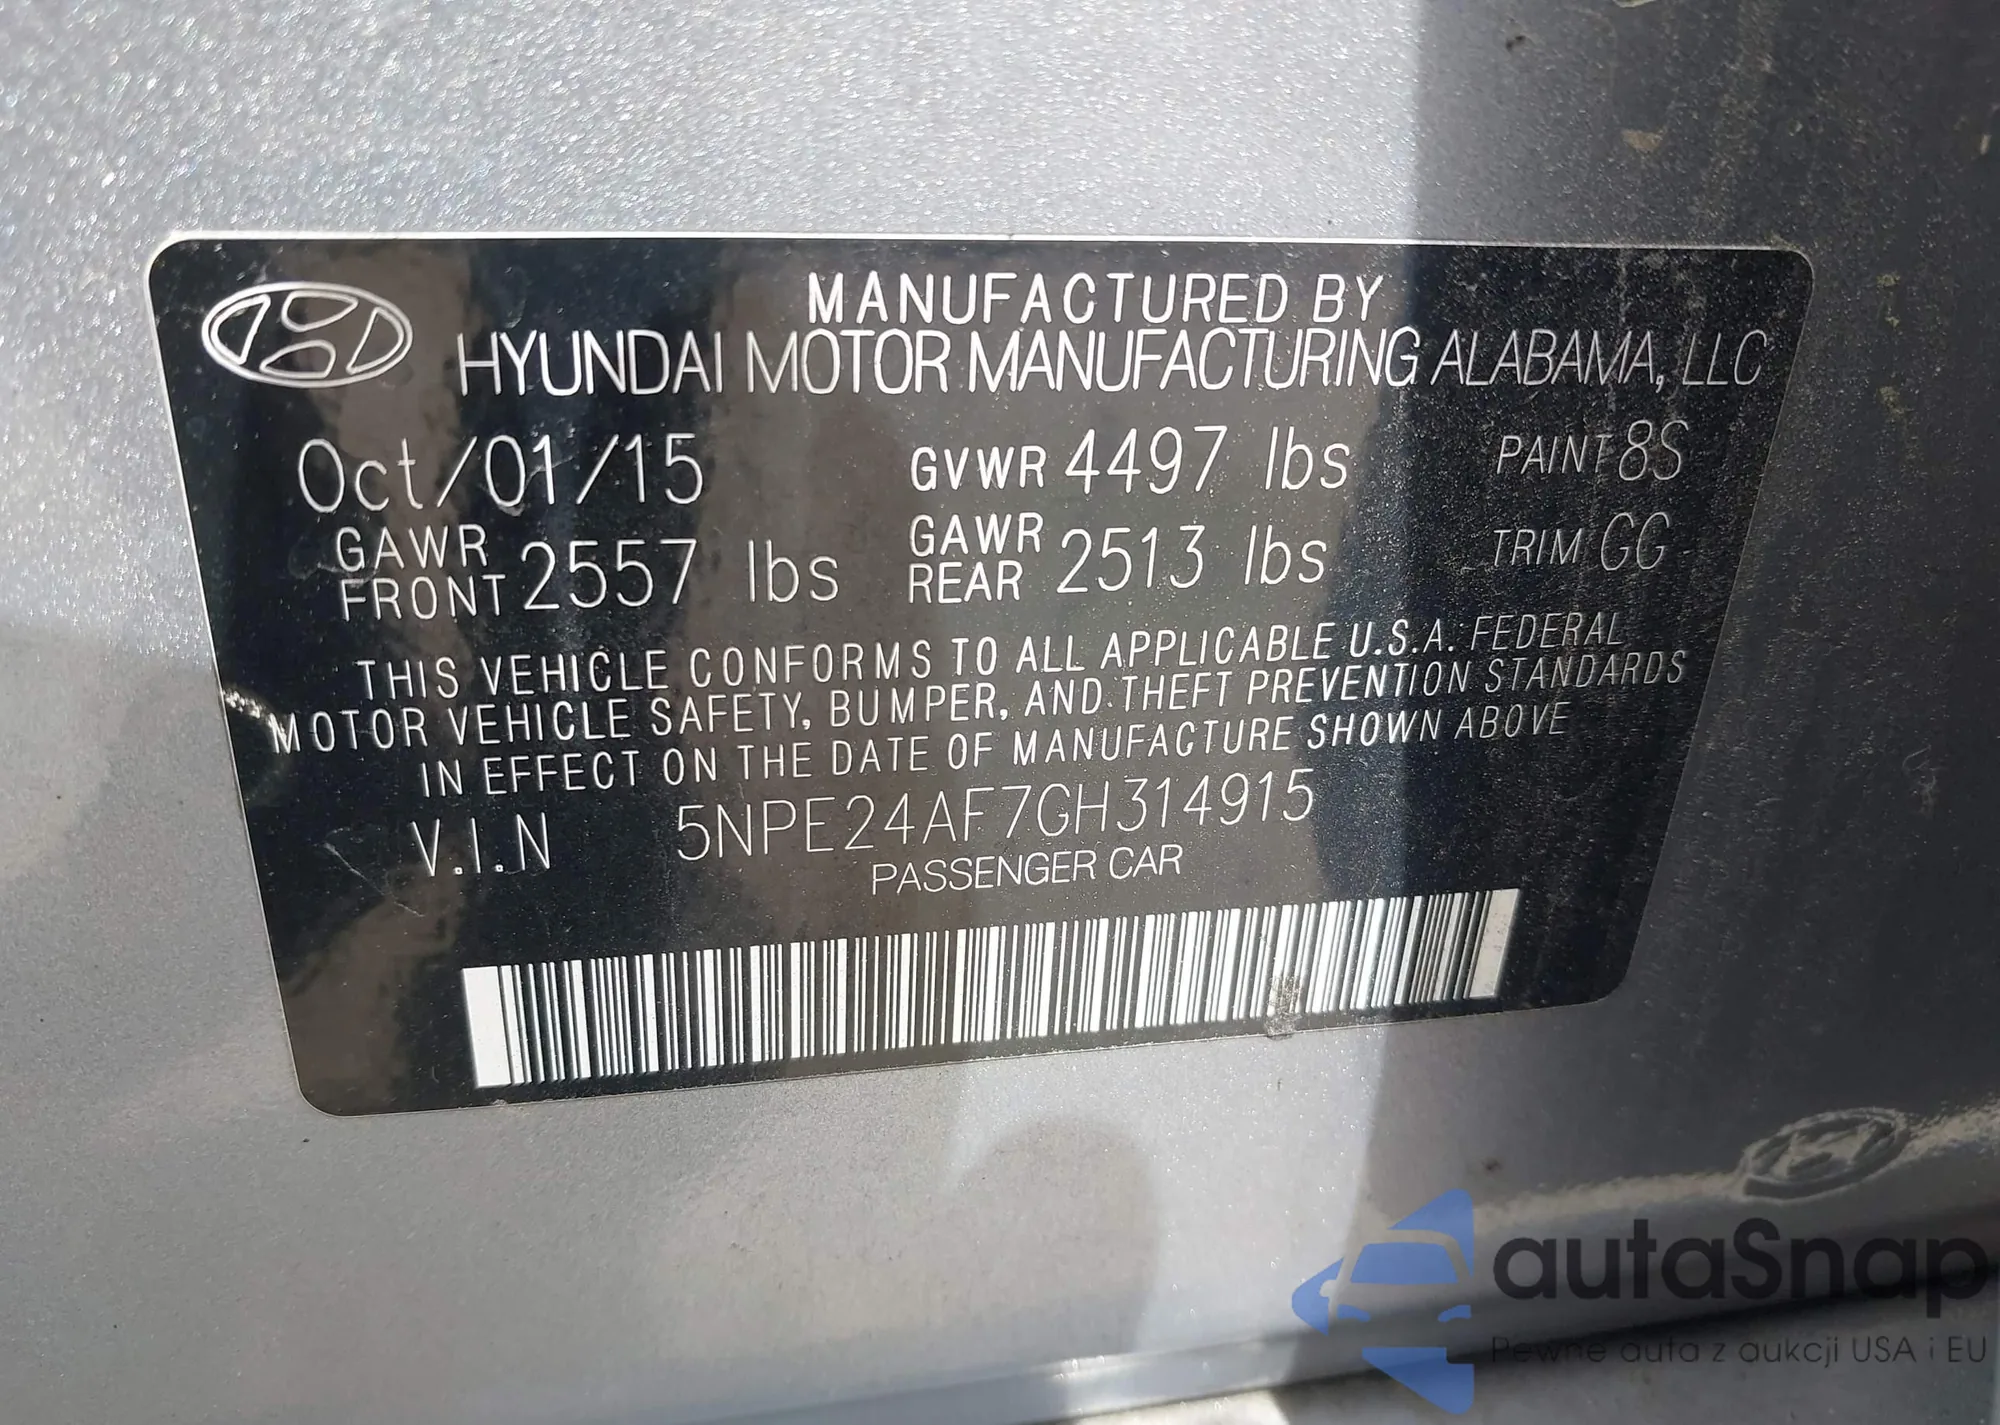 MANUFACTURED BY
HYUNDAI MOTOR MANUFACTURING ALABAMA, LLC
Oct/01/15 GVWR 4497 lbs PAINT 8S
GAWR FRONT 2557 lbs GAWR REAR 2513 lbs TRIM GG
THIS VEHICLE CONFORMS TO ALL APPLICABLE U.S.A. FEDERAL
MOTOR VEHICLE SAFETY, BUMPER, AND THEFT PREVENTION STANDARDS
IN EFFECT ON THE DATE OF MANUFACTURE SHOWN ABOVE
V.I.N 5NPE24AF7GH314915
PASSENGER CAR
autaSnap
Pewne auta z aukcji USA i EU